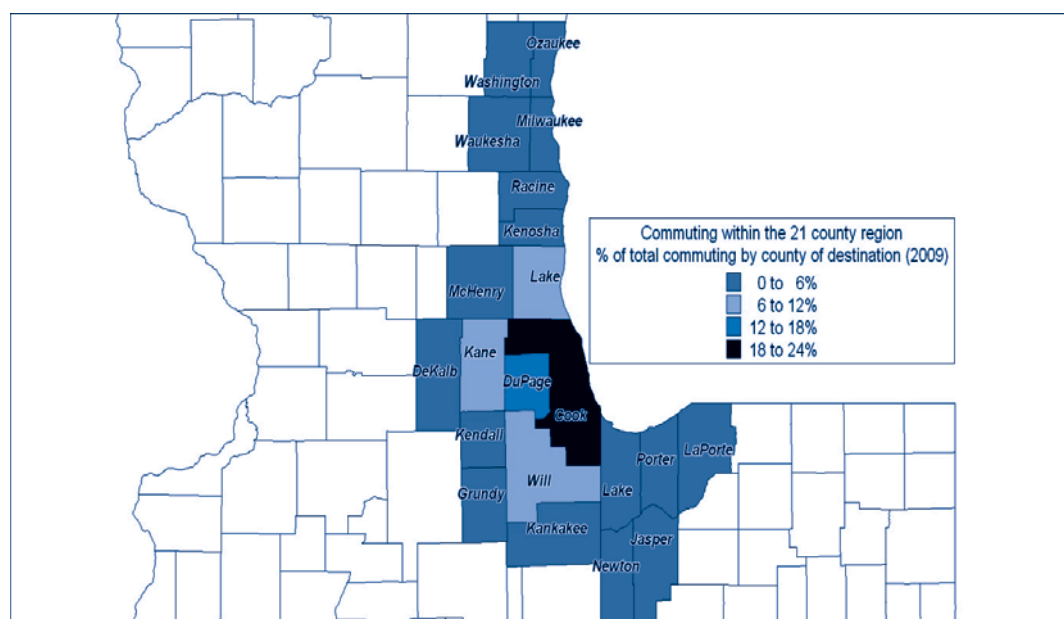 Ozaukee
Washington
Milwaukee
Waukesha
Racine
Kenosha
Commuting within the 21 county region
% of total commuting by county of destination (2009)
0 to 6%
6 to 12%
12 to 18%
18 to 24%
Lake
McHenry
Kane
DeKalb
DuPage
Cook
Kendall
LaPorte
Porter
Will
Lake
Grundy
Kankakee
Jasper
Newton